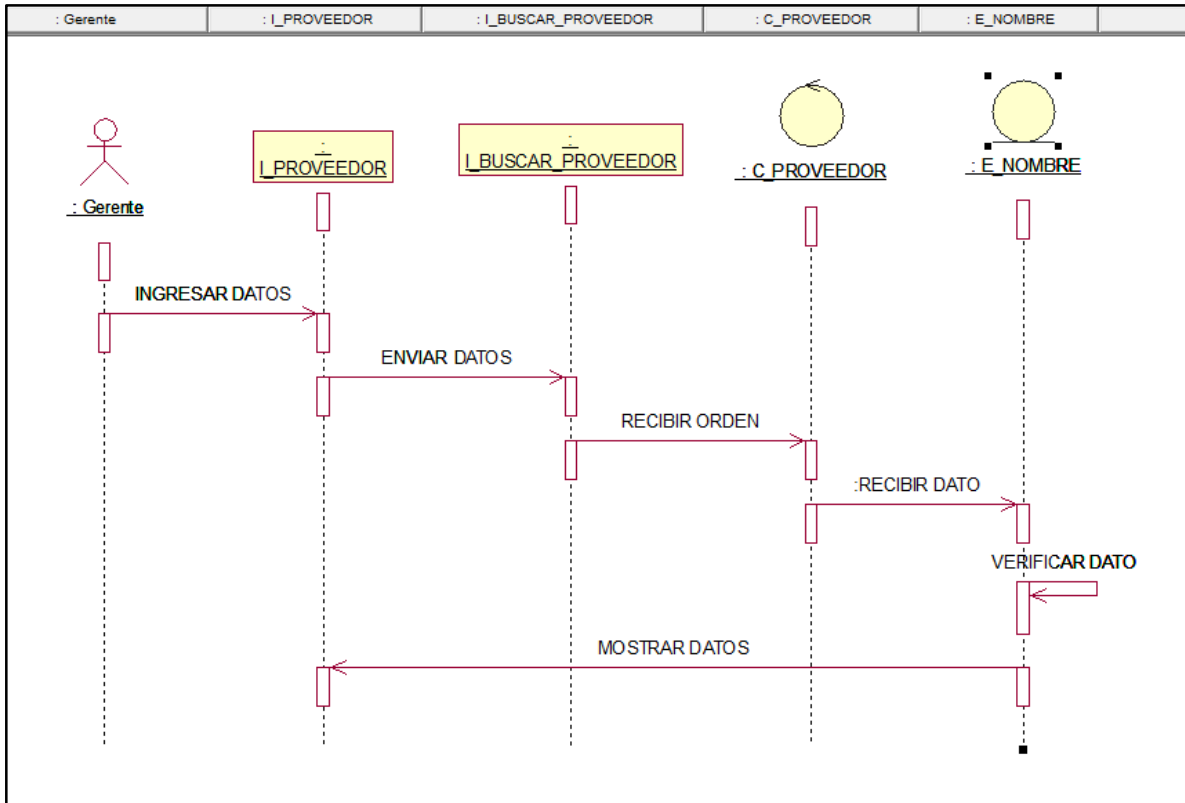 : Gerente
: I_PROVEEDOR
: I_BUSCAR_PROVEEDOR
: C_PROVEEDOR
: E_NOMBRE
: Gerente
:
I_PROVEEDOR
:
I_BUSCAR_PROVEEDOR
: C_PROVEEDOR
: E_NOMBRE
INGRESAR DATOS
ENVIAR DATOS
RECIBIR ORDEN
:RECIBIR DATO
VERIFICAR DATO
MOSTRAR DATOS